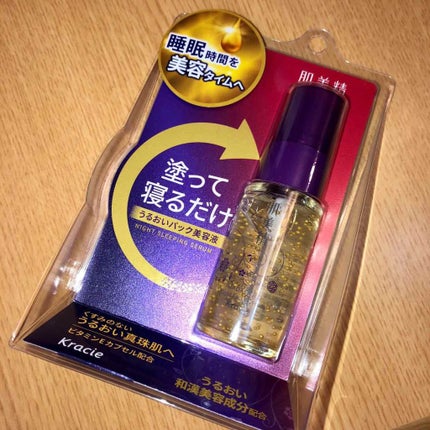 睡眠時間を
美容タイムへ
肌美精
塗って
寝るだけ
うるおいパック美容液
NIGHT SLEEPING SERUM
肌美精
くすみのない
うるおい真珠肌へ
ビタミンEカプセル配合
Kracie
うるおい
和漢美容成分配合